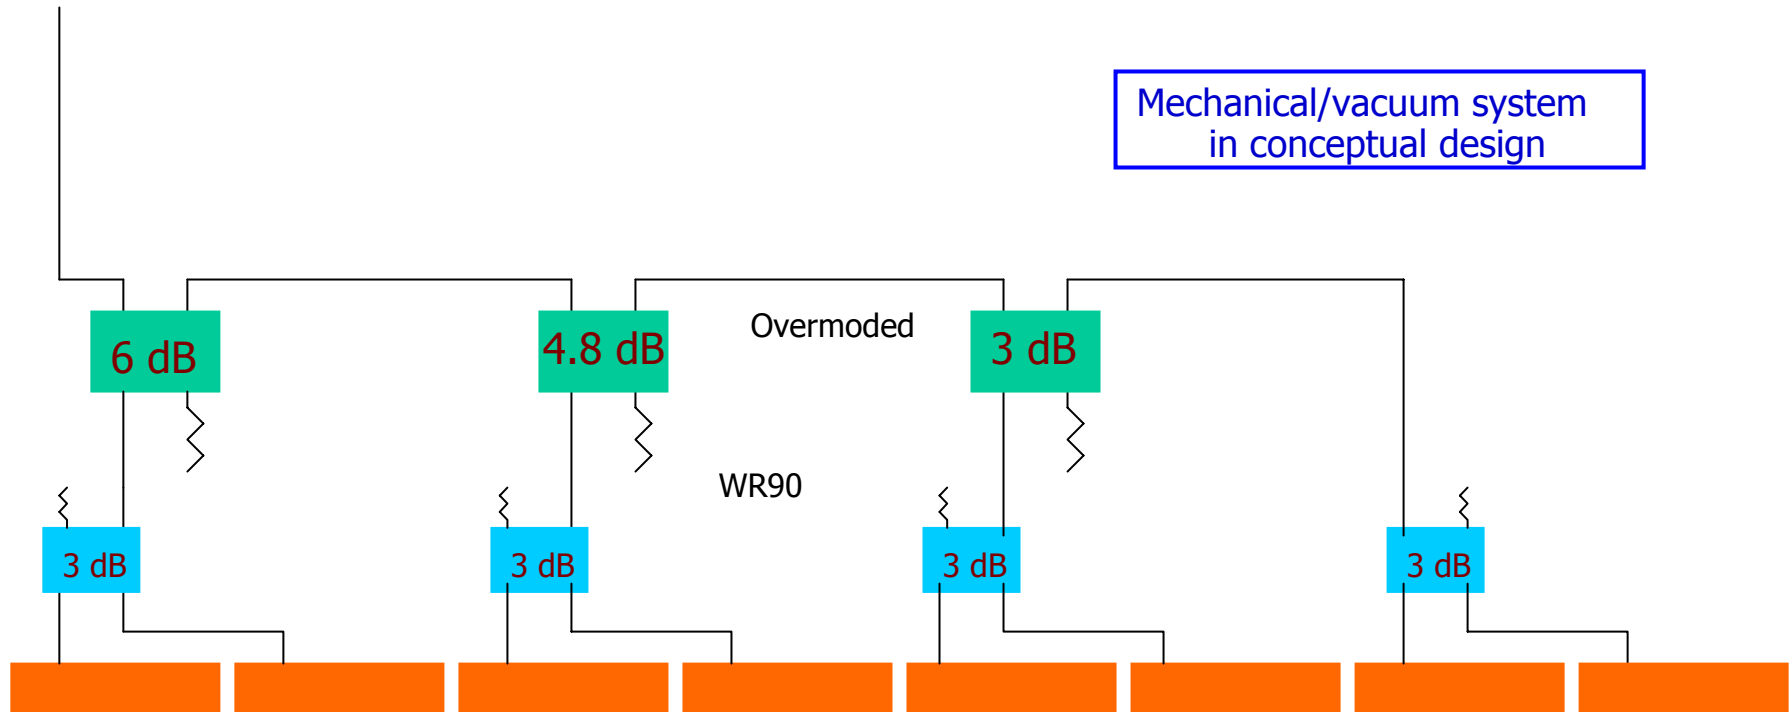 Mechanical/vacuum system
in conceptual design
Overmoded
6 dB
4.8 dB
3 dB
WR90
3 dB
3 dB
3 dB
3 dB